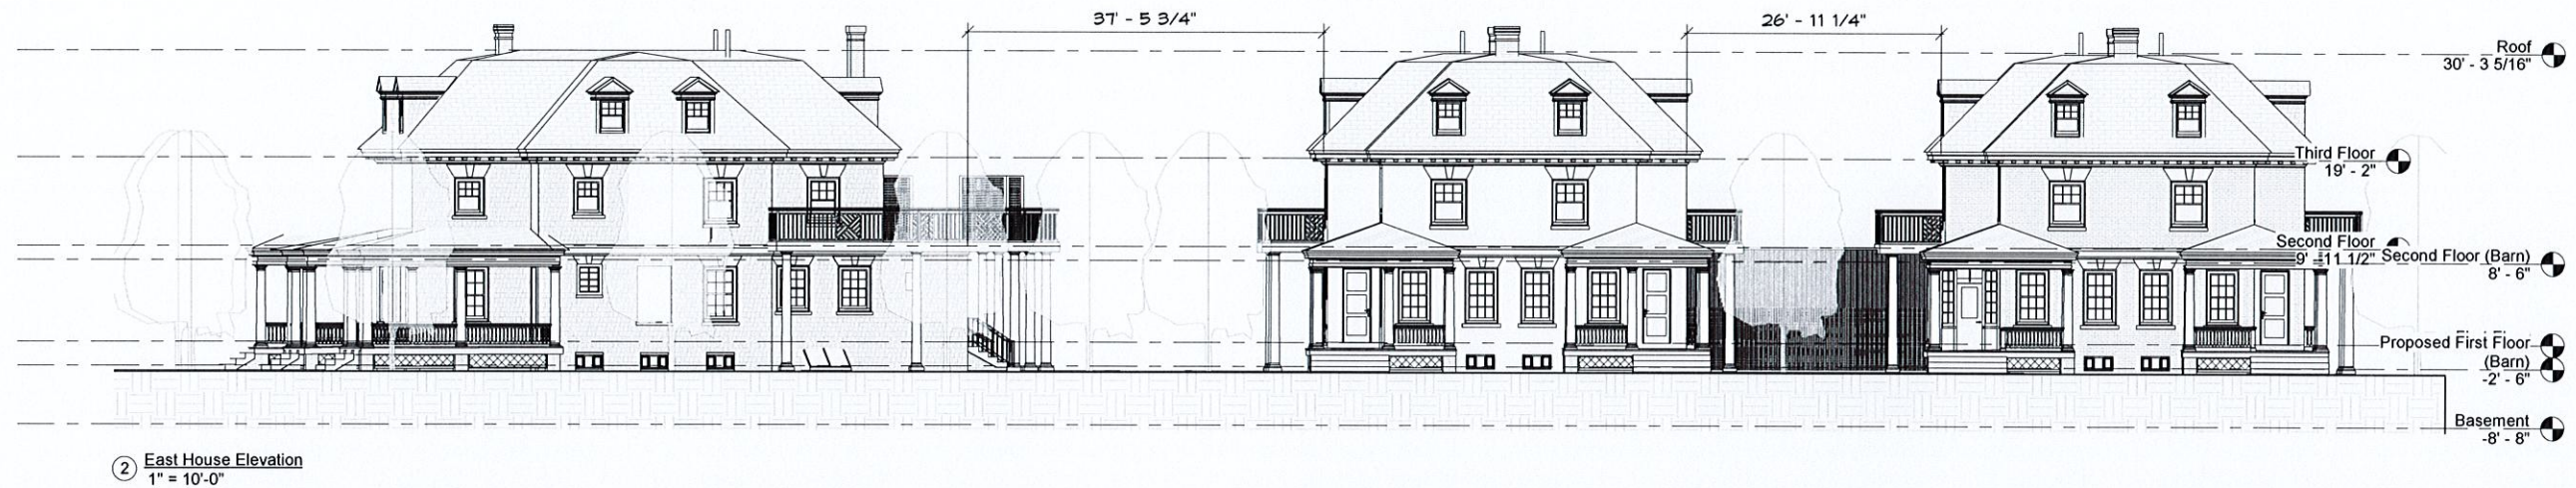 37' - 5 3/4"
26' - 11 1/4"
Roof
30' - 3 5/16"
Third Floor
19' - 2"
Second Floor
9' - 11 1/2"
Second Floor (Barn)
8' - 6"
Proposed First Floor
(Barn)
-2' - 6"
Basement
-8' - 8"
2 East House Elevation
1" = 10'-0"